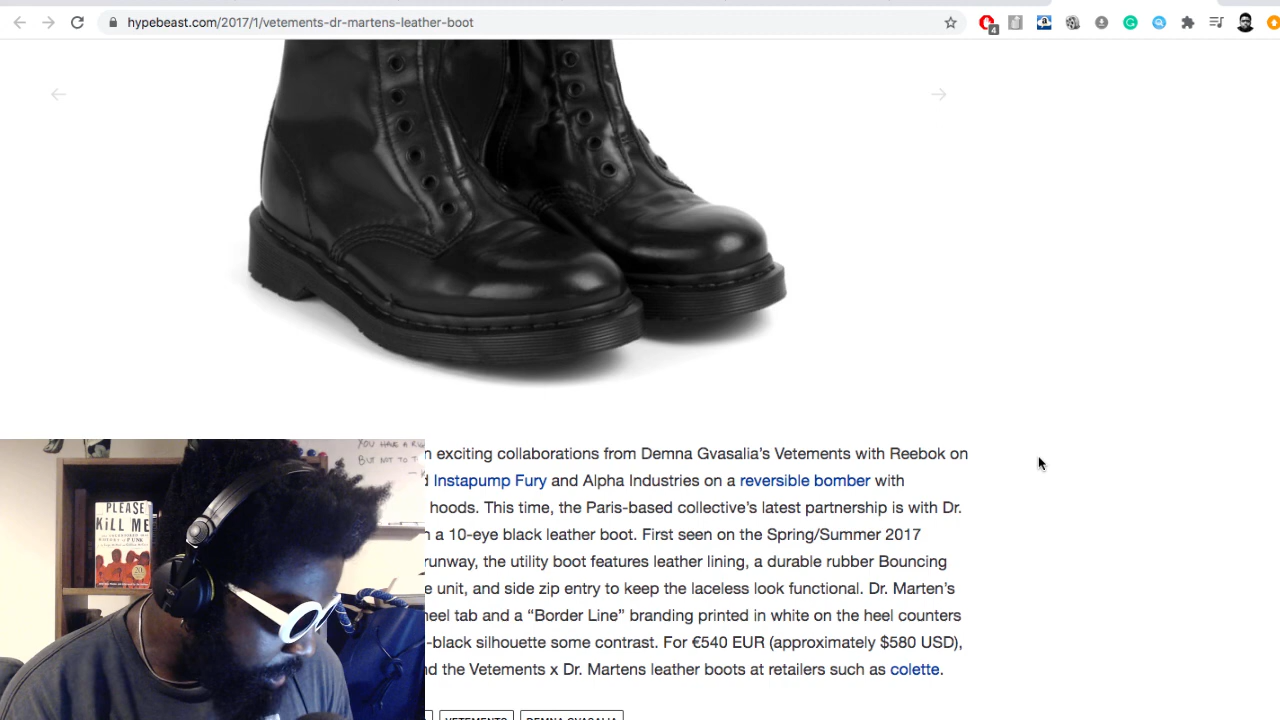 hypebeast.com/2017/1/vetements-dr-martens-leather-boot
4
exciting collaborations from Demna Gvasalia’s Vetements with Reebok on
Instapump Fury and Alpha Industries on a reversible bomber with
hoods. This time, the Paris-based collective’s latest partnership is with Dr.
a 10-eye black leather boot. First seen on the Spring/Summer 2017
runway, the utility boot features leather lining, a durable rubber Bouncing
unit, and side zip entry to keep the laceless look functional. Dr. Marten’s
heel tab and a “Border Line” branding printed in white on the heel counters
-black silhouette some contrast. For €540 EUR (approximately $580 USD),
the Vetements x Dr. Martens leather boots at retailers such as colette.
VETEMENTS DEMNA GVASALIA
YOU HAVE A
BUT NOT TO
PLEASE
KILL ME